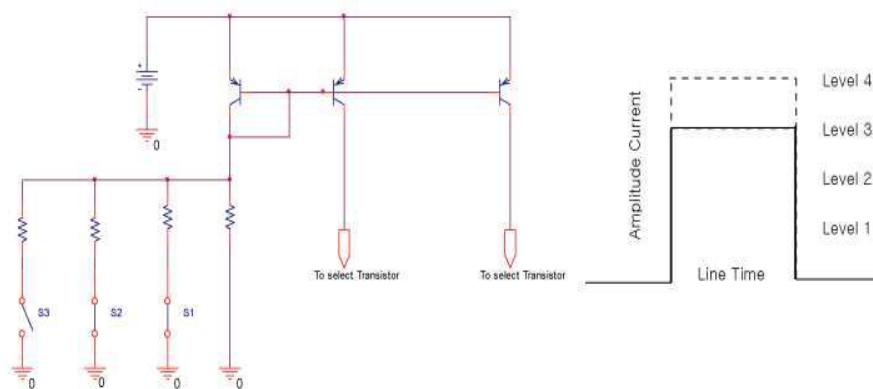 0
S3
S2
S1
0
0
0
0
To select Transistor
To select Transistor
Amplitude Current
Level 4
Level 3
Level 2
Level 1
Line Time